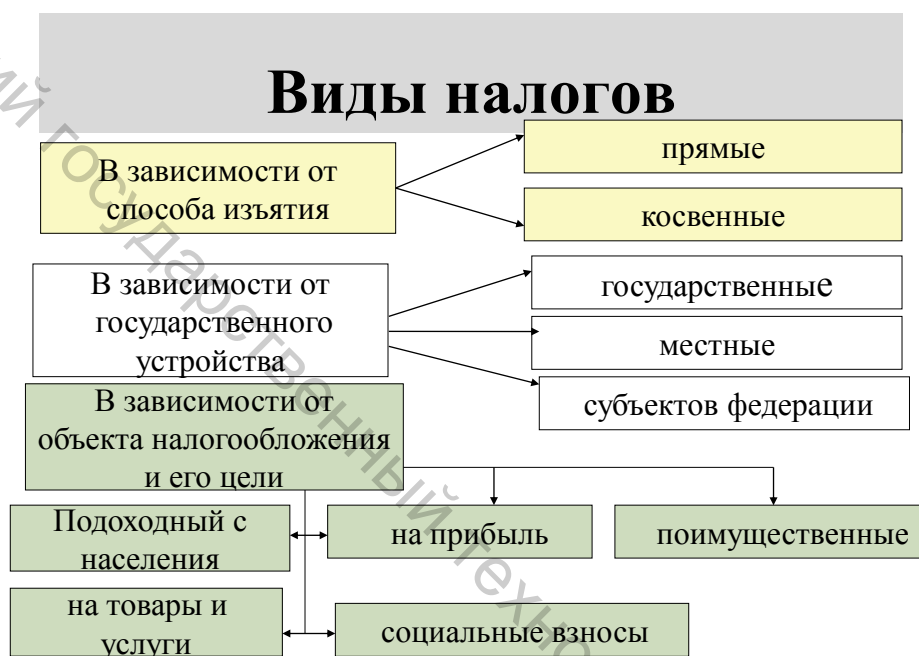 Виды налогов
В зависимости от
способа изъятия
прямые
косвенные
В зависимости от
государственного
устройства
государственные
местные
субъектов федерации
В зависимости от
объекта налогообложения
и его цели
Подоходный с
населения
на прибыль
поимущественные
на товары и
услуги
социальные взносы
государственный